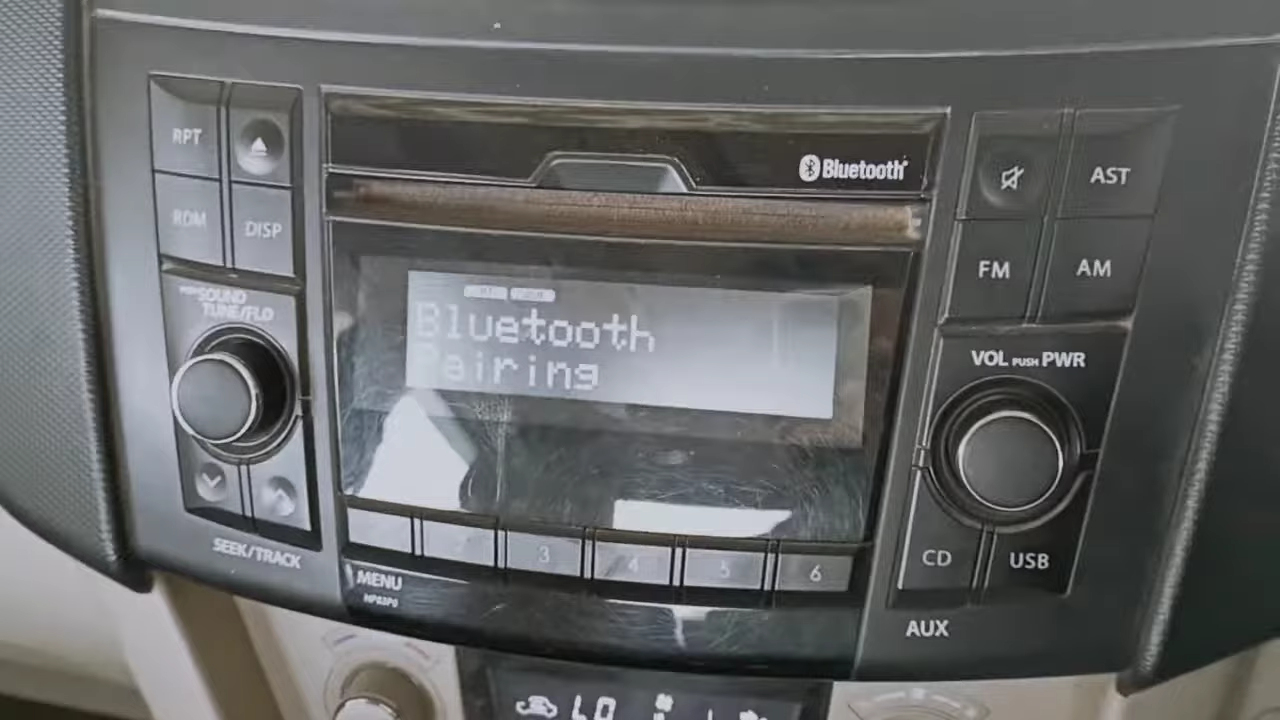 RPT
RDM
DISP
SOUND
TUNE/FLD
SEEK/TRACK
Bluetooth
Bluetooth
Pairing
3
4
5
6
MENU
AST
FM
AM
VOL PUSH PWR
CD
USB
AUX
LO